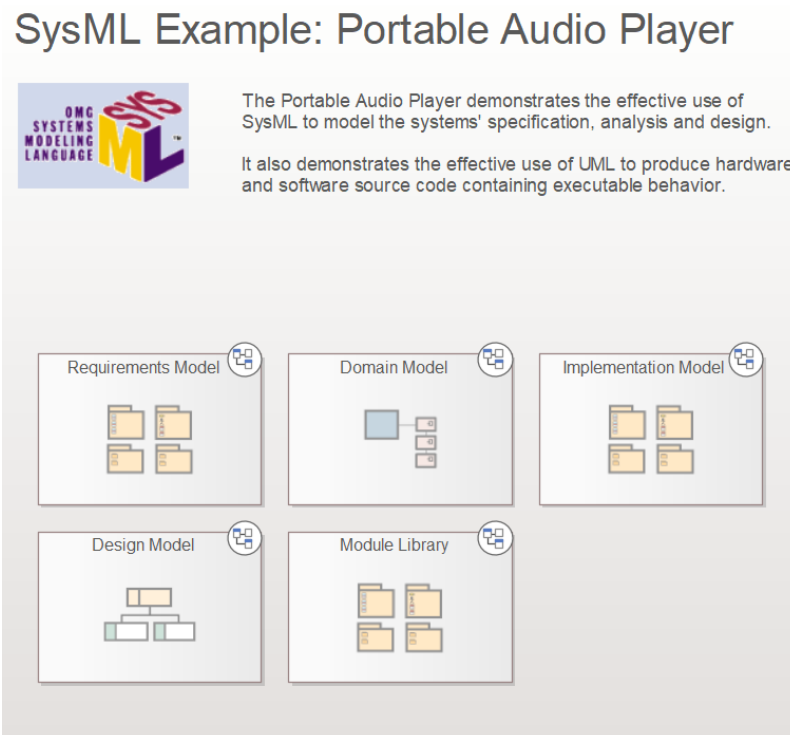 SysML Example: Portable Audio Player
OMG
SYSTEMS
MODELING
LANGUAGE
SYS
ML™
The Portable Audio Player demonstrates the effective use of
SysML to model the systems' specification, analysis and design.
It also demonstrates the effective use of UML to produce hardware
and software source code containing executable behavior.
Requirements Model
Domain Model
Implementation Model
Design Model
Module Library